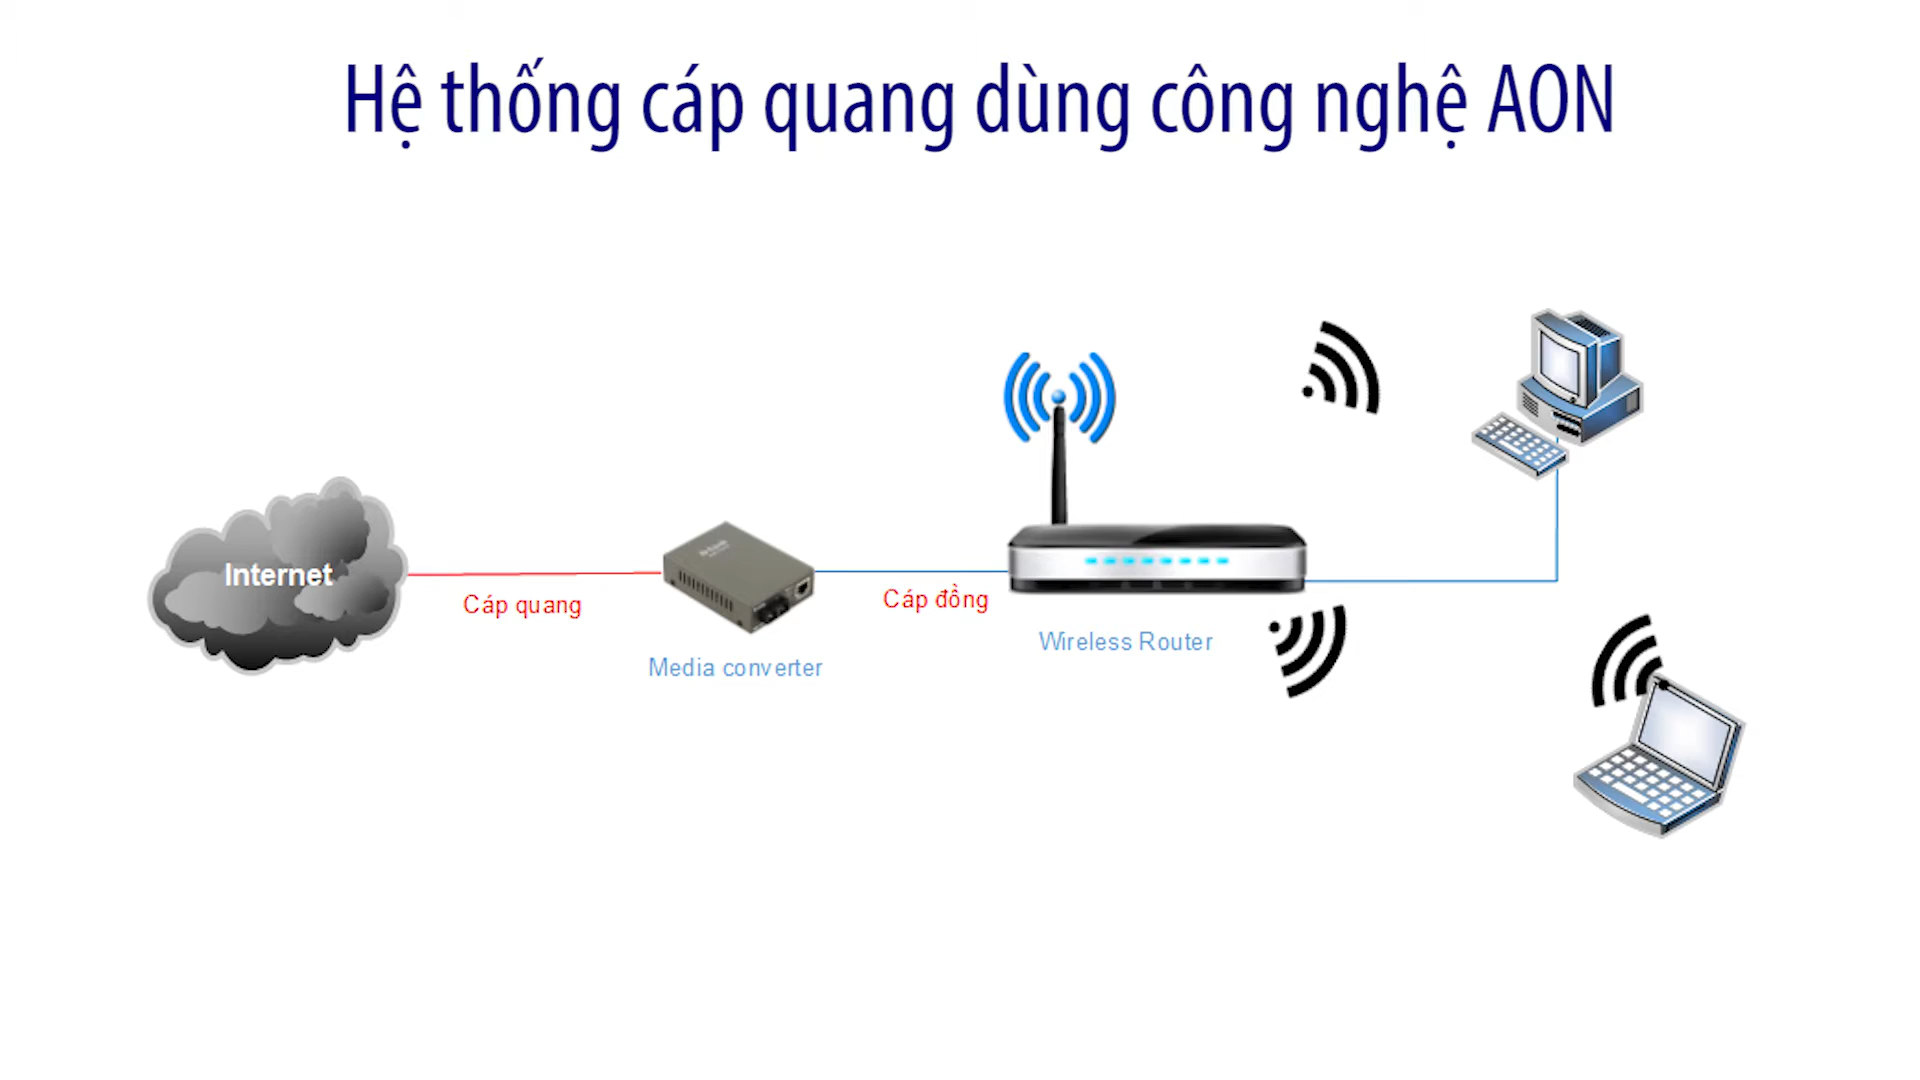 Hệ thống cáp quang dùng công nghệ AON
Internet
Cáp quang
Cáp đồng
Wireless Router
Media converter